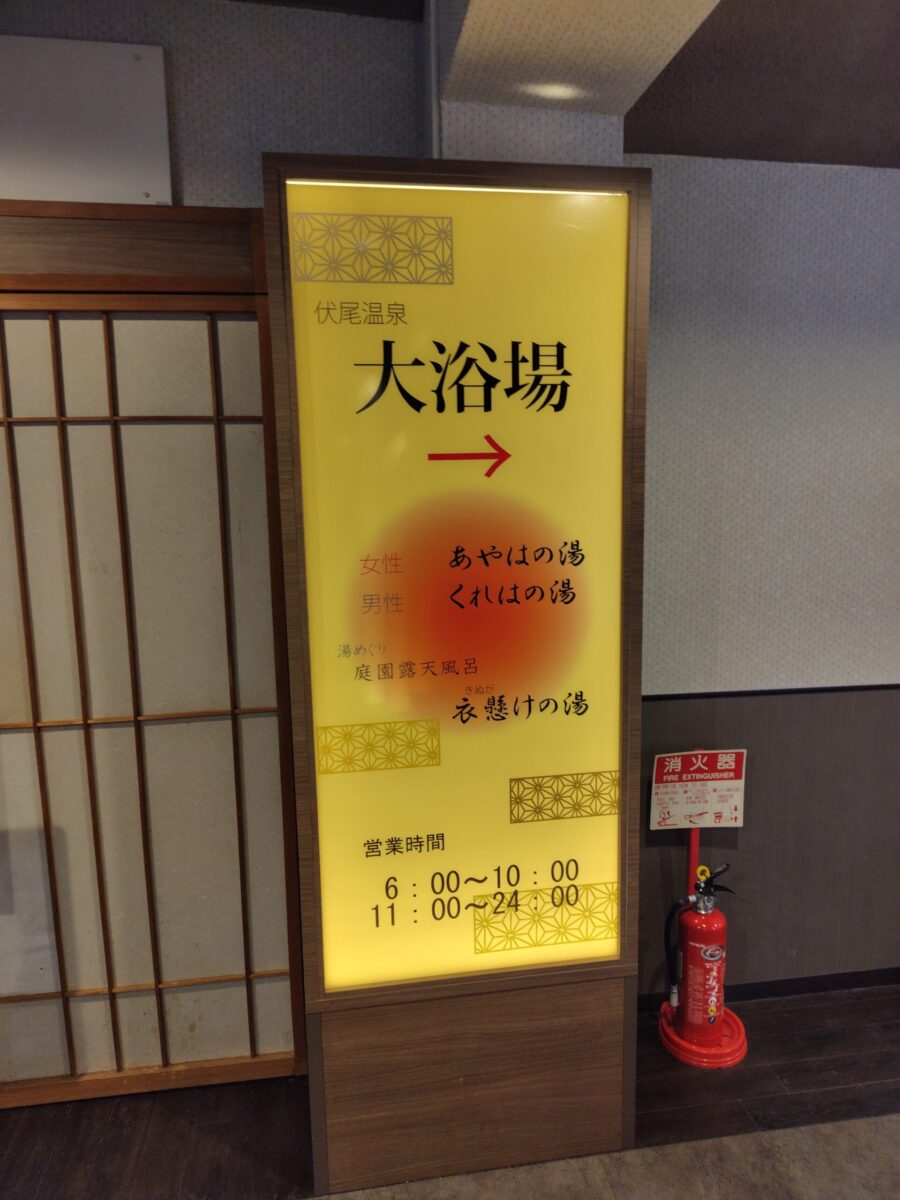 伏尾温泉
大浴場
→
女性 あやはの湯
男性 くれはの湯
湯めぐり
庭園露天風呂
きぬが
衣懸けの湯
営業時間
6：00～10：00
11：00～24：00
消火器
FIRE EXTINGUISHER